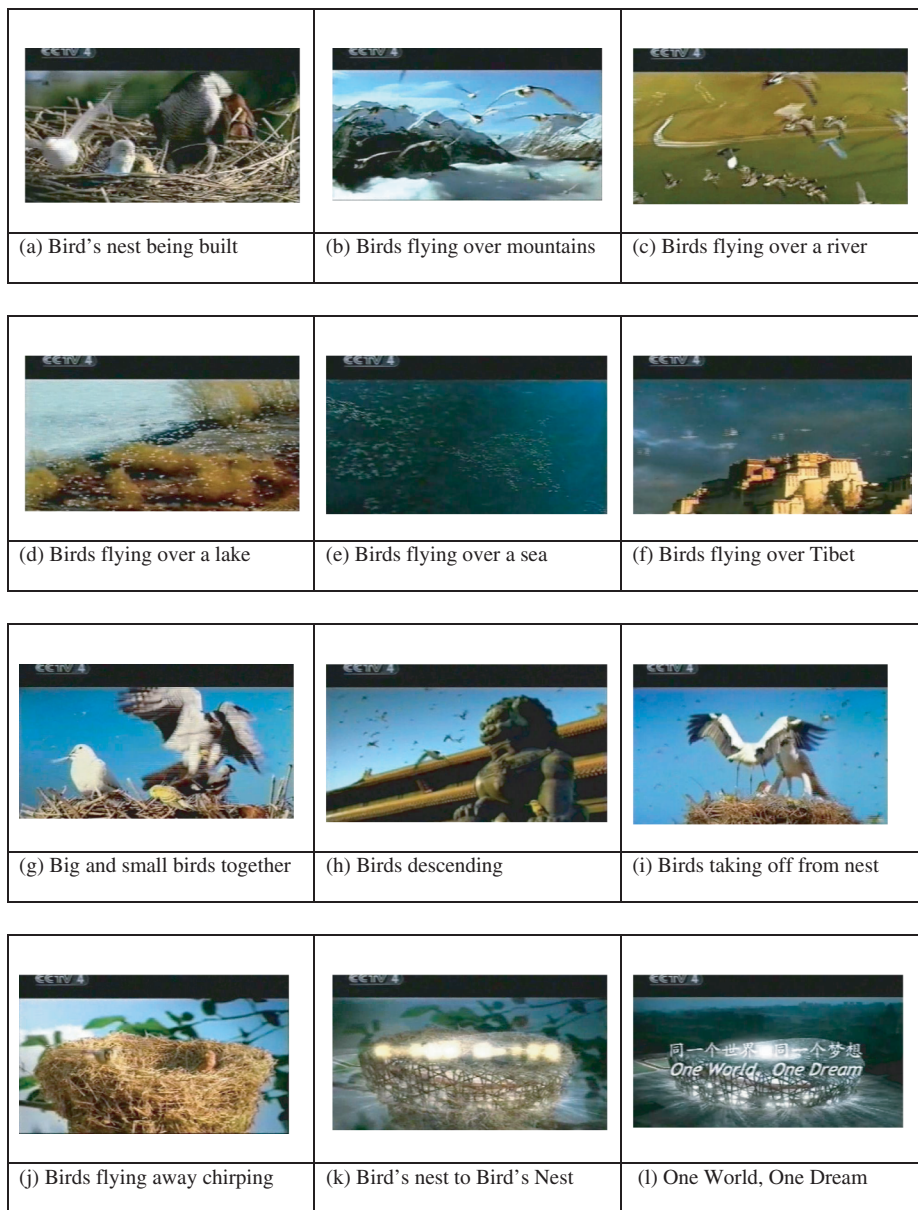 CCTV 4
CCTV 4
CCTV 4
(a) Bird’s nest being built
(b) Birds flying over mountains
(c) Birds flying over a river
CCTV 4
CCTV 4
CCTV 4
(d) Birds flying over a lake
(e) Birds flying over a sea
(f) Birds flying over Tibet
CCTV 4
CCTV 4
CCTV 4
(g) Big and small birds together
(h) Birds descending
(i) Birds taking off from nest
CCTV 4
CCTV 4
CCTV 4
同一个世界 同一个梦想
One World, One Dream
(j) Birds flying away chirping
(k) Bird’s nest to Bird’s Nest
(l) One World, One Dream